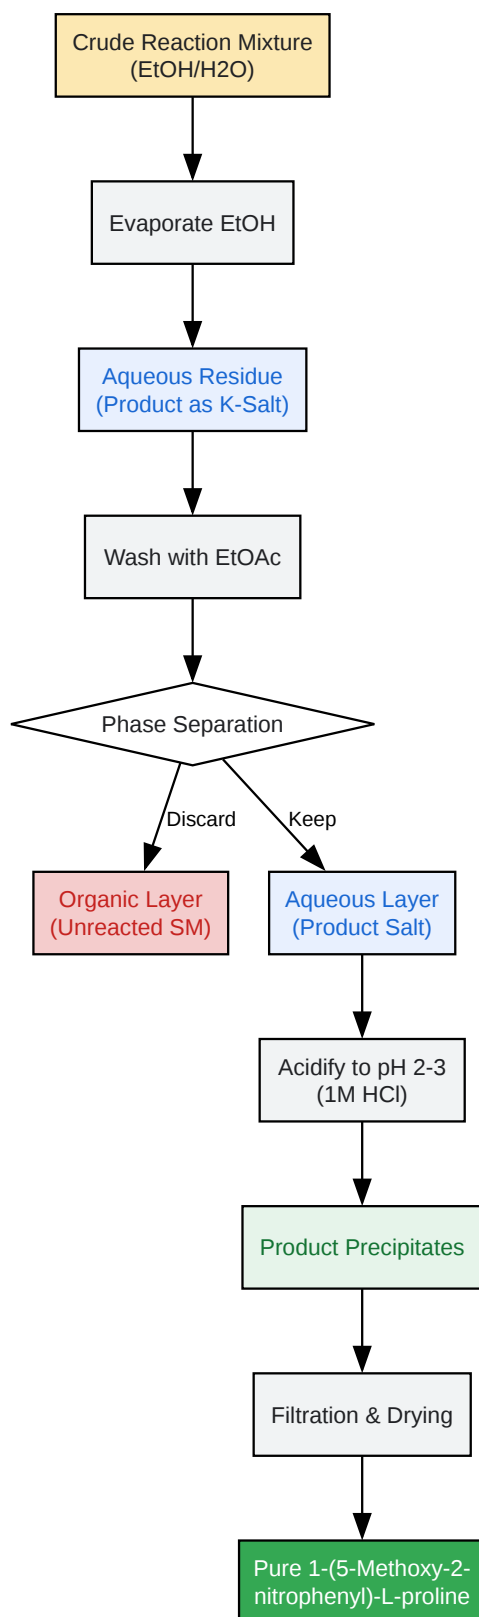 Crude Reaction Mixture
(EtOH/H2O)
Evaporate EtOH
Aqueous Residue
(Product as K-Salt)
Wash with EtOAc
Phase Separation
Discard
Keep
Organic Layer
(Unreacted SM)
Aqueous Layer
(Product Salt)
Acidify to pH 2-3
(1M HCl)
Product Precipitates
Filtration & Drying
Pure 1-(5-Methoxy-2-
nitrophenyl)-L-proline